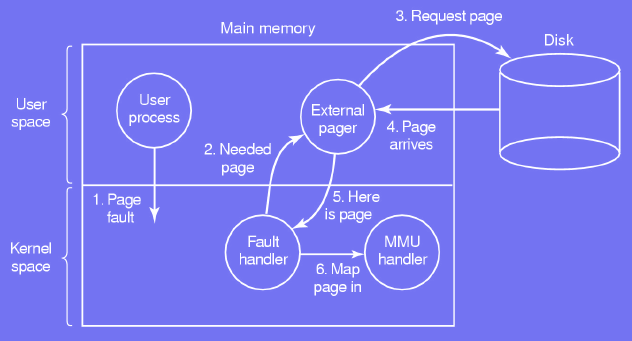 3. Request page
Main memory
Disk
User
space
User
process
External
pager
2. Needed
page
4. Page
arrives
1. Page
fault
5. Here
is page
Kernel
space
Fault
handler
MMU
handler
6. Map
page in